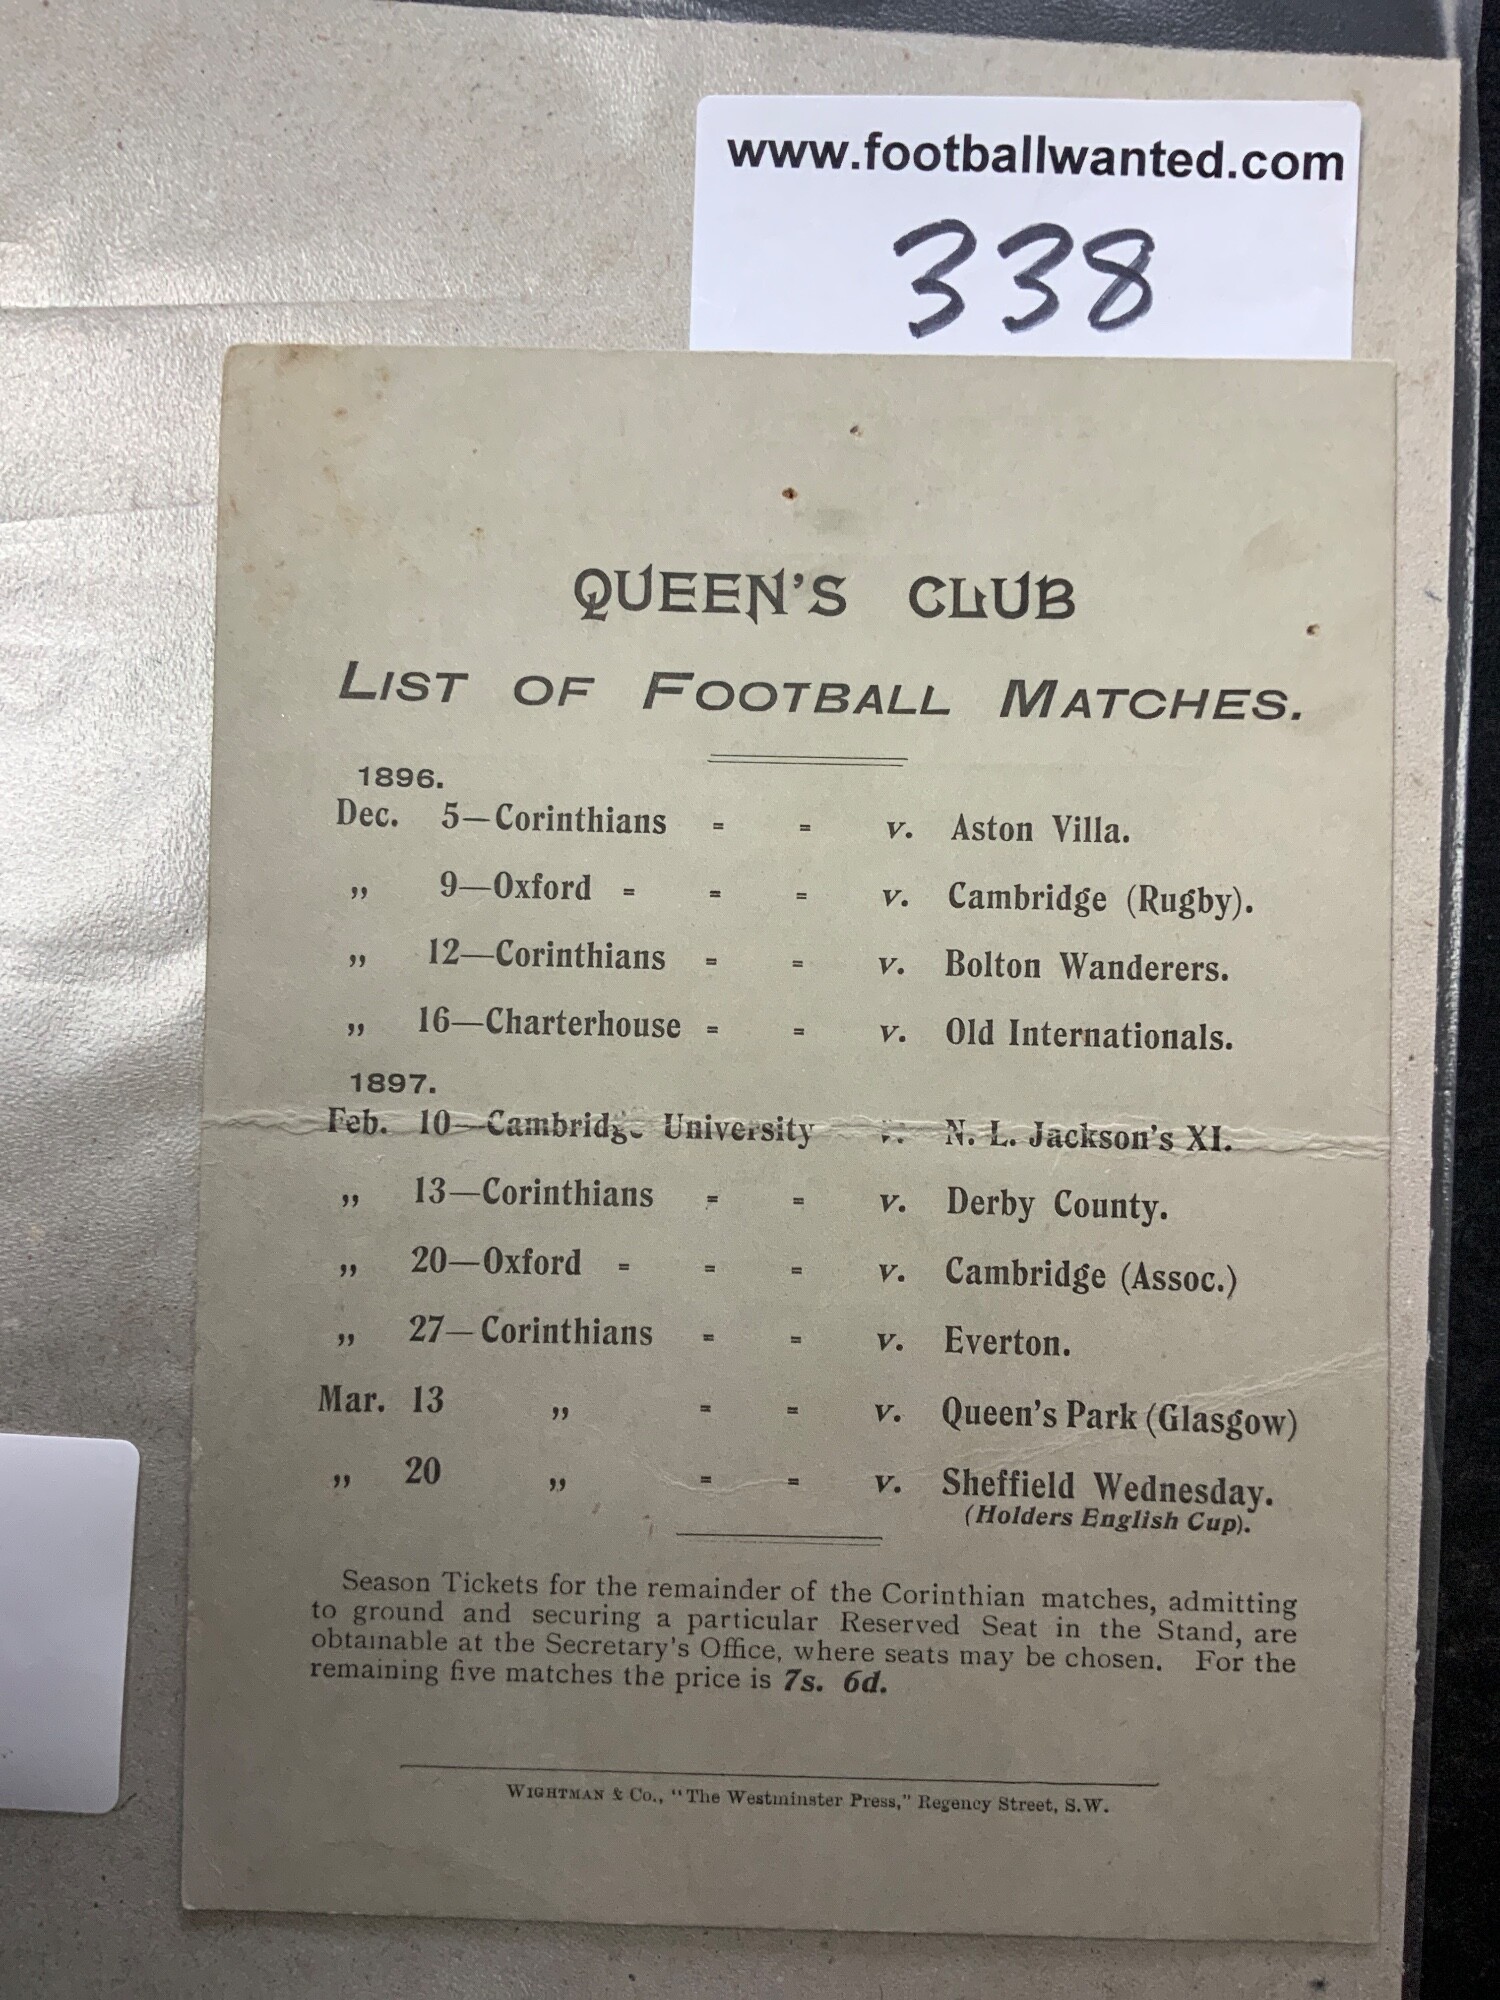 www.footballwanted.com
338
QUEEN'S CLUB
LIST OF FOOTBALL MATCHES.
1896.
Dec. 5—Corinthians = = v. Aston Villa.
„ 9—Oxford = = = v. Cambridge (Rugby).
„ 12—Corinthians = = v. Bolton Wanderers.
„ 16—Charterhouse = = v. Old Internationals.
1897.
Feb. 10—Cambridge University v. N. L. Jackson's XI.
„ 13—Corinthians = = v. Derby County.
„ 20—Oxford = = = v. Cambridge (Assoc.)
„ 27—Corinthians = = v. Everton.
Mar. 13 „ = = v. Queen's Park (Glasgow)
„ 20 „ = = v. Sheffield Wednesday.
(Holders English Cup).
Season Tickets for the remainder of the Corinthian matches, admitting
to ground and securing a particular Reserved Seat in the Stand, are
obtainable at the Secretary's Office, where seats may be chosen. For the
remaining five matches the price is 7s. 6d.
WIGHTMAN & CO., "The Westminster Press," Regency Street, S.W.